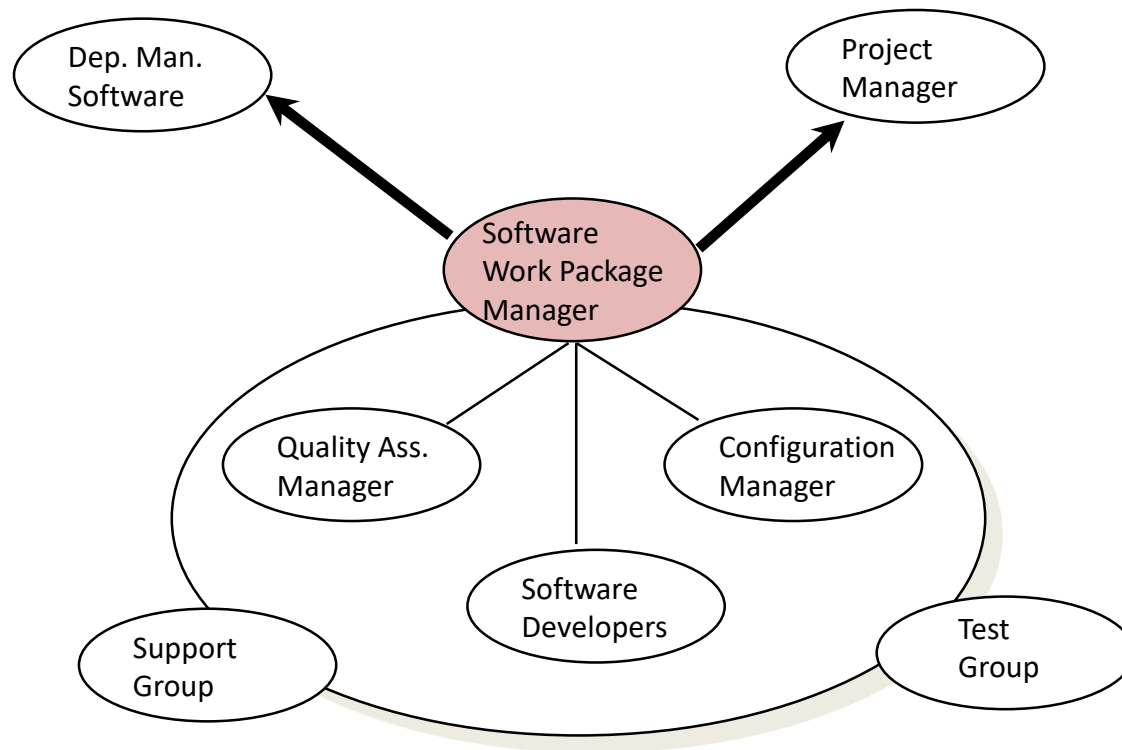 Dep. Man.
Software
Project
Manager
Software
Work Package
Manager
Quality Ass.
Manager
Configuration
Manager
Software
Developers
Support
Group
Test
Group